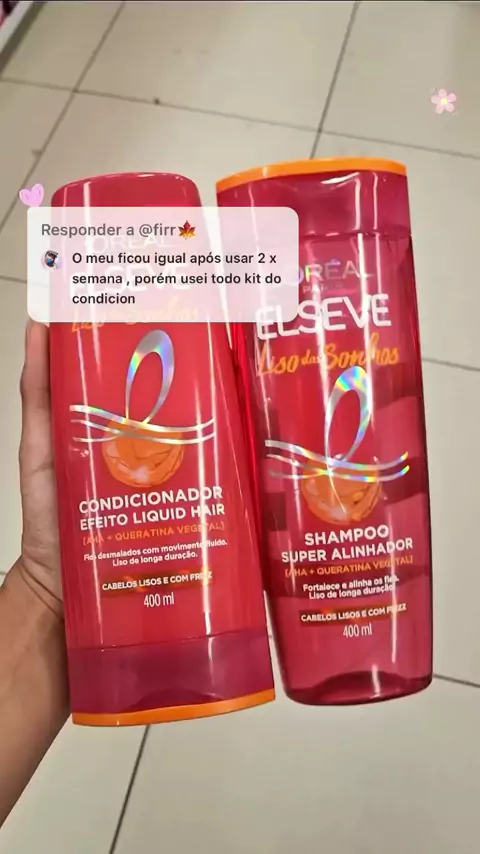 Responder a @firr🍁
O meu ficou igual após usar 2 x
semana , porém usei todo kit do
condicion
L'ORÉAL
ELSEVE
Liso dos Sonhos
CONDICIONADOR
EFEITO LIQUID HAIR
[AHA + QUERATINA VEGETAL]
Fios desmaiados com movimento fluido.
Liso de longa duração.
CABELOS LISOS E COM FRIZZ
400 ml
L'ORÉAL
PARIS
ELSEVE
Liso dos Sonhos
SHAMPOO
SUPER ALINHADOR
[AHA + QUERATINA VEGETAL]
Fortalece e alinha os fios.
Liso de longa duração.
CABELOS LISOS E COM FRIZZ
400 ml